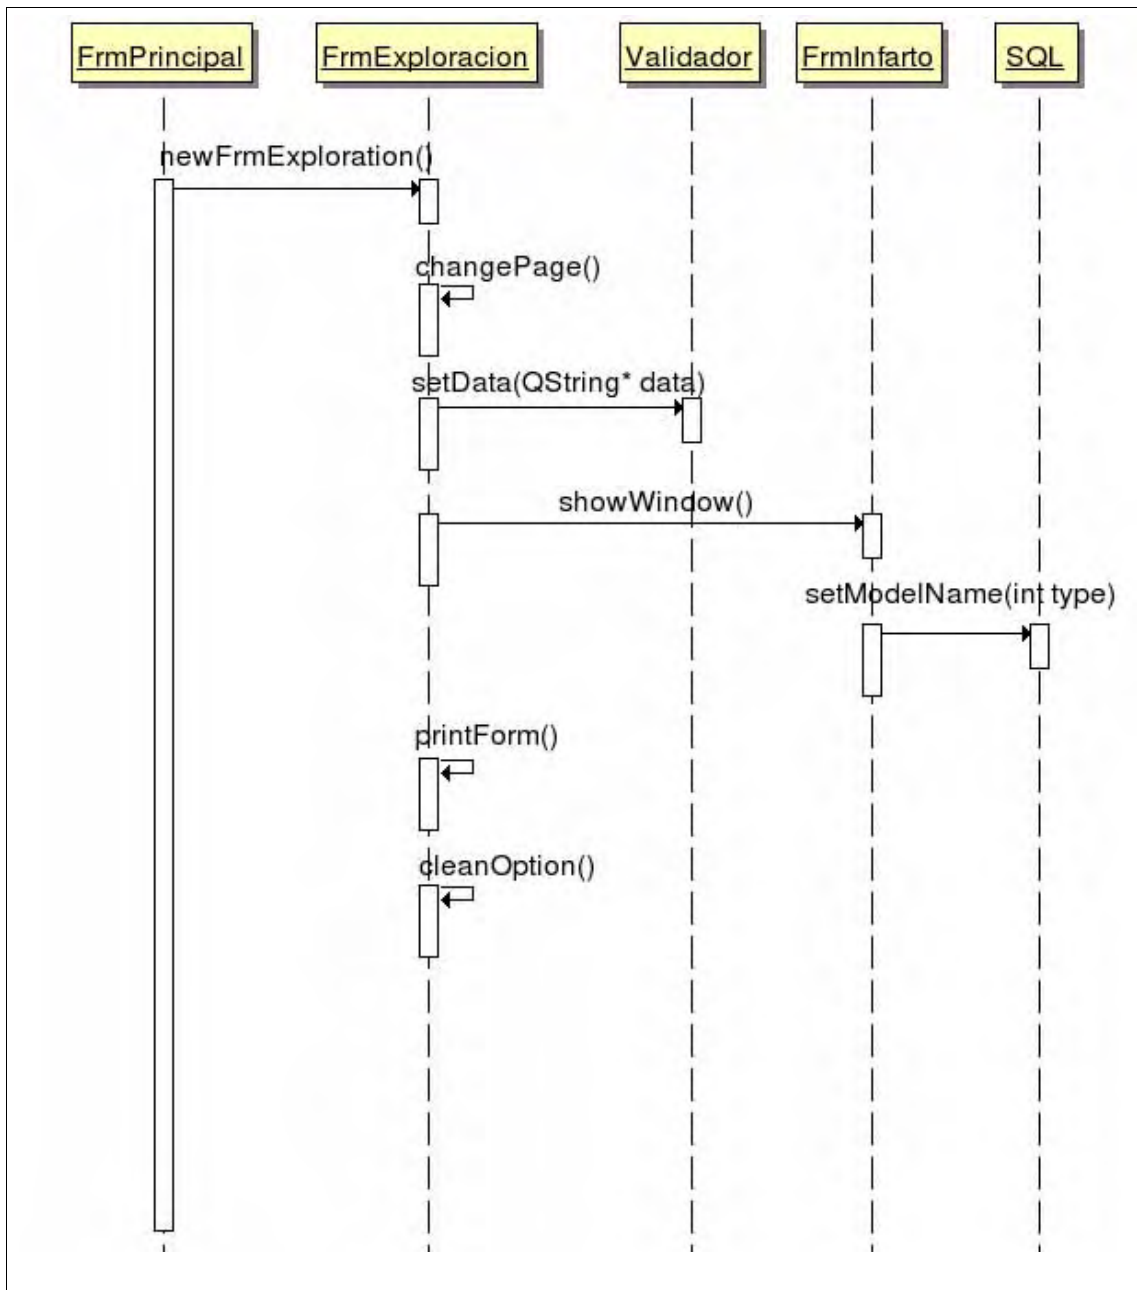 FrmPrincipal FrmExploracion Validador FrmInfarto SQL
newFrmExploration()
changePage()
setData(QString* data)
showWindow()
setModelName(int type)
printForm()
cleanOption()